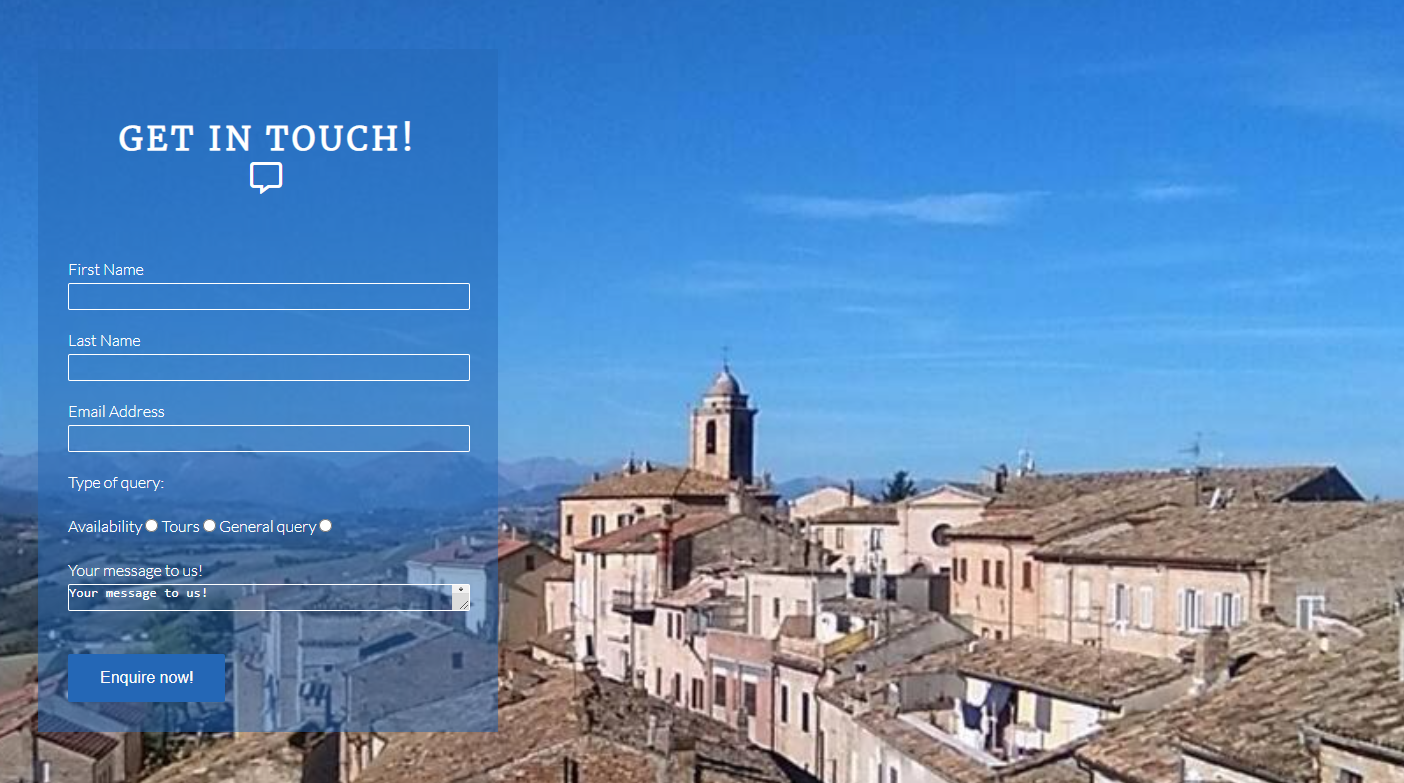 GET IN TOUCH!
First Name
Last Name
Email Address
Type of query:
Availability Tours General query
Your message to us!
Your message to us!
Enquire now!